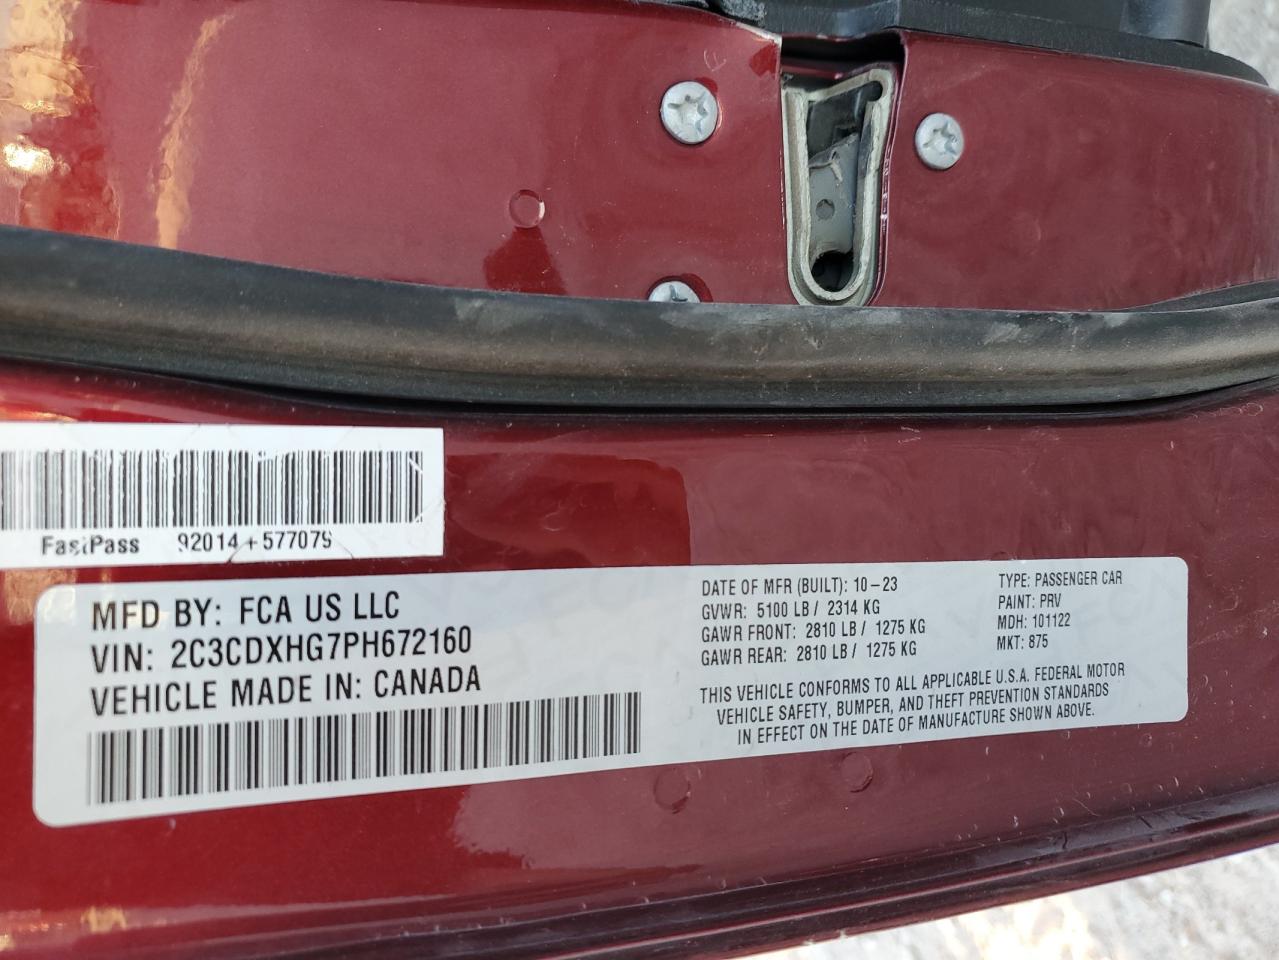 FastPass 92014+577079
MFD BY: FCA US LLC
VIN: 2C3CDXHG7PH672160
VEHICLE MADE IN: CANADA
DATE OF MFR (BUILT): 10-23
GVWR: 5100 LB / 2314 KG
GAWR FRONT: 2810 LB / 1275 KG
GAWR REAR: 2810 LB / 1275 KG
TYPE: PASSENGER CAR
PAINT: PRV
MDH: 101122
MKT: 875
THIS VEHICLE CONFORMS TO ALL APPLICABLE U.S.A. FEDERAL MOTOR
VEHICLE SAFETY, BUMPER, AND THEFT PREVENTION STANDARDS
IN EFFECT ON THE DATE OF MANUFACTURE SHOWN ABOVE.